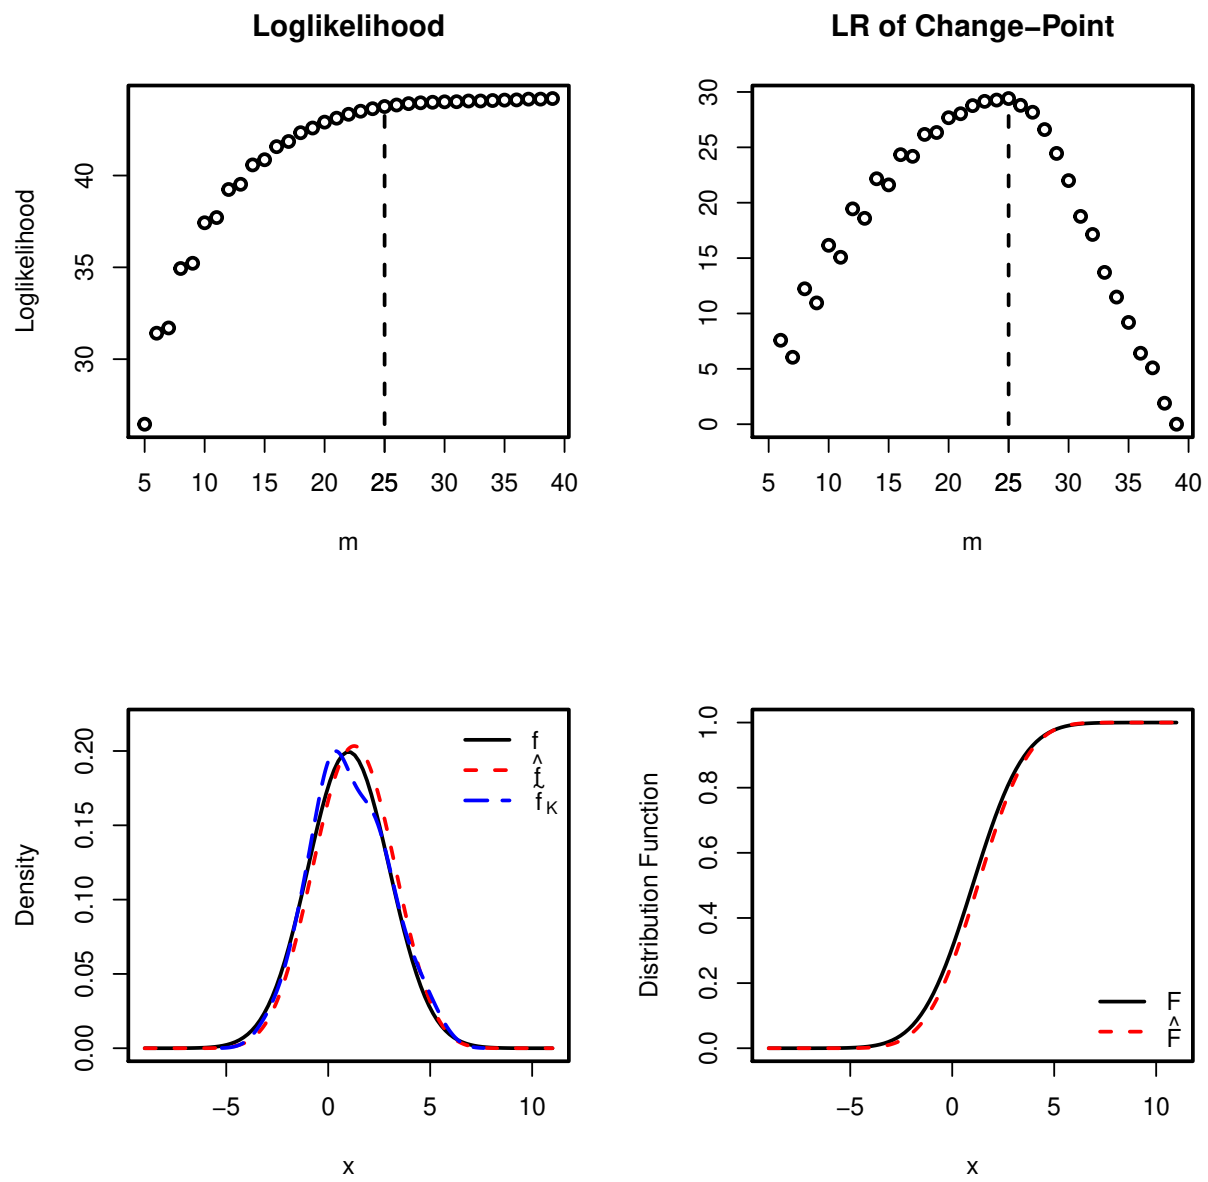 Loglikelihood
Loglikelihood
40
35
30
5 10 15 20 25 30 35 40
m
LR of Change−Point
30
25
20
15
10
5
0
5 10 15 20 25 30 35 40
m
Density
0.20
0.15
0.10
0.05
0.00
f
f̂
f̃K
−5 0 5 10
x
Distribution Function
1.0
0.8
0.6
0.4
0.2
0.0
F
F̂
−5 0 5 10
x